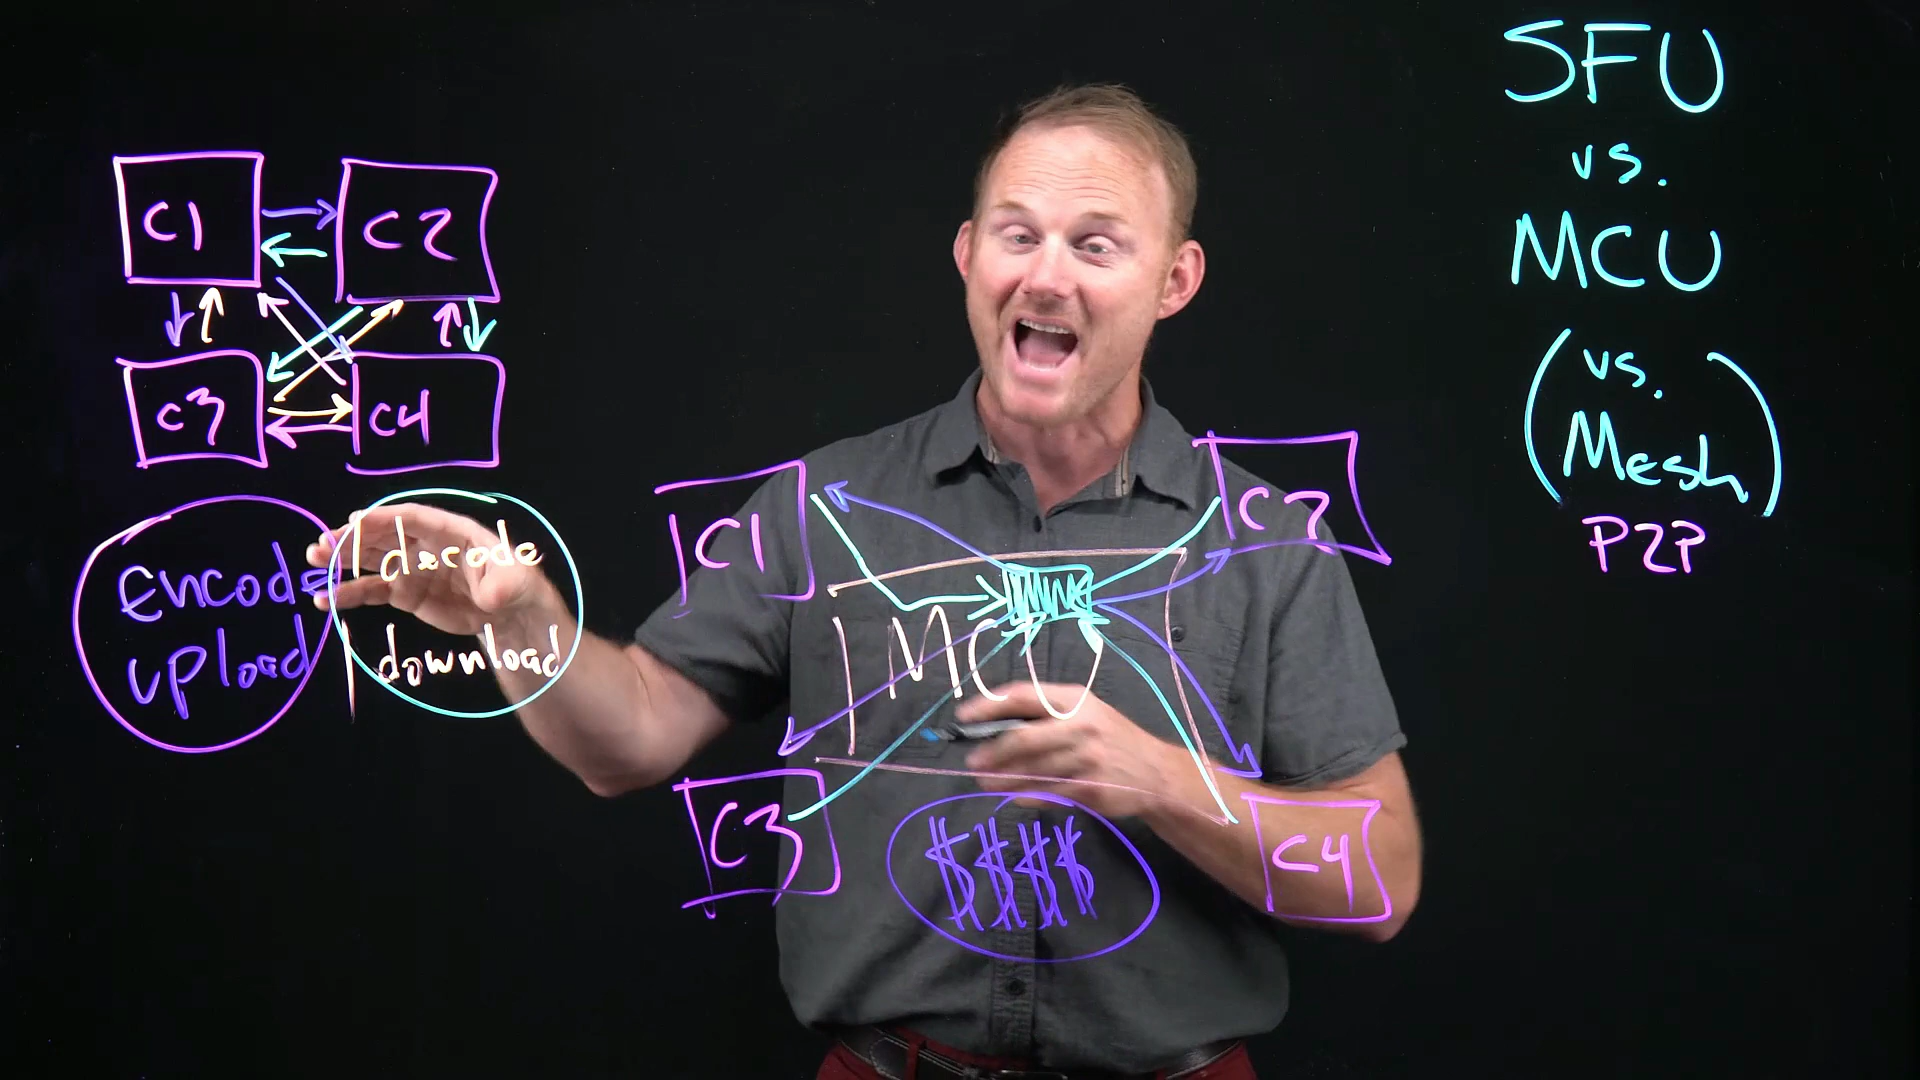 SFU
vs.
MCU
(vs.
Mesh)
P2P
C1
C2
C3
C4
Encode
upload
decode
download
C1
C2
MCU
C3
C4
$$$$